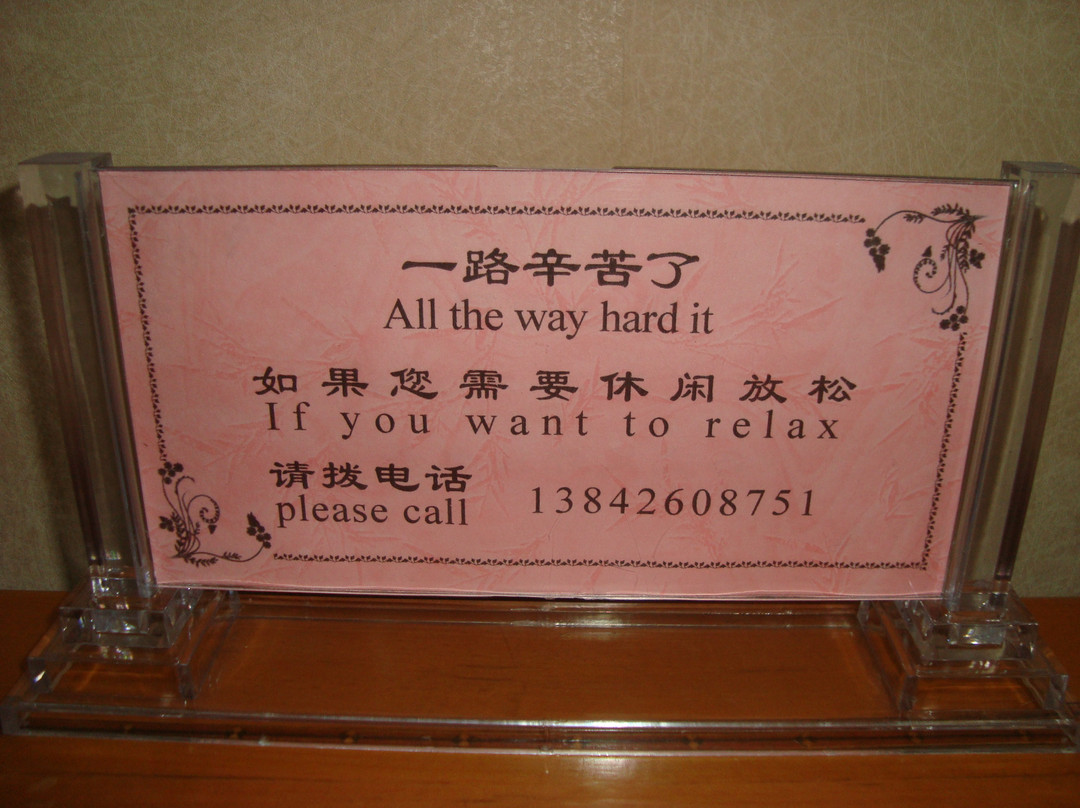 一路辛苦了
All the way hard it
如果您需要休闲放松
If you want to relax
请拨电话
please call 13842608751